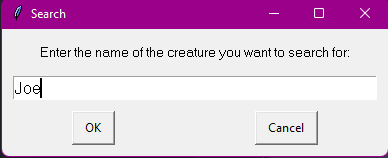 Search
Enter the name of the creature you want to search for:
Joe
OK Cancel